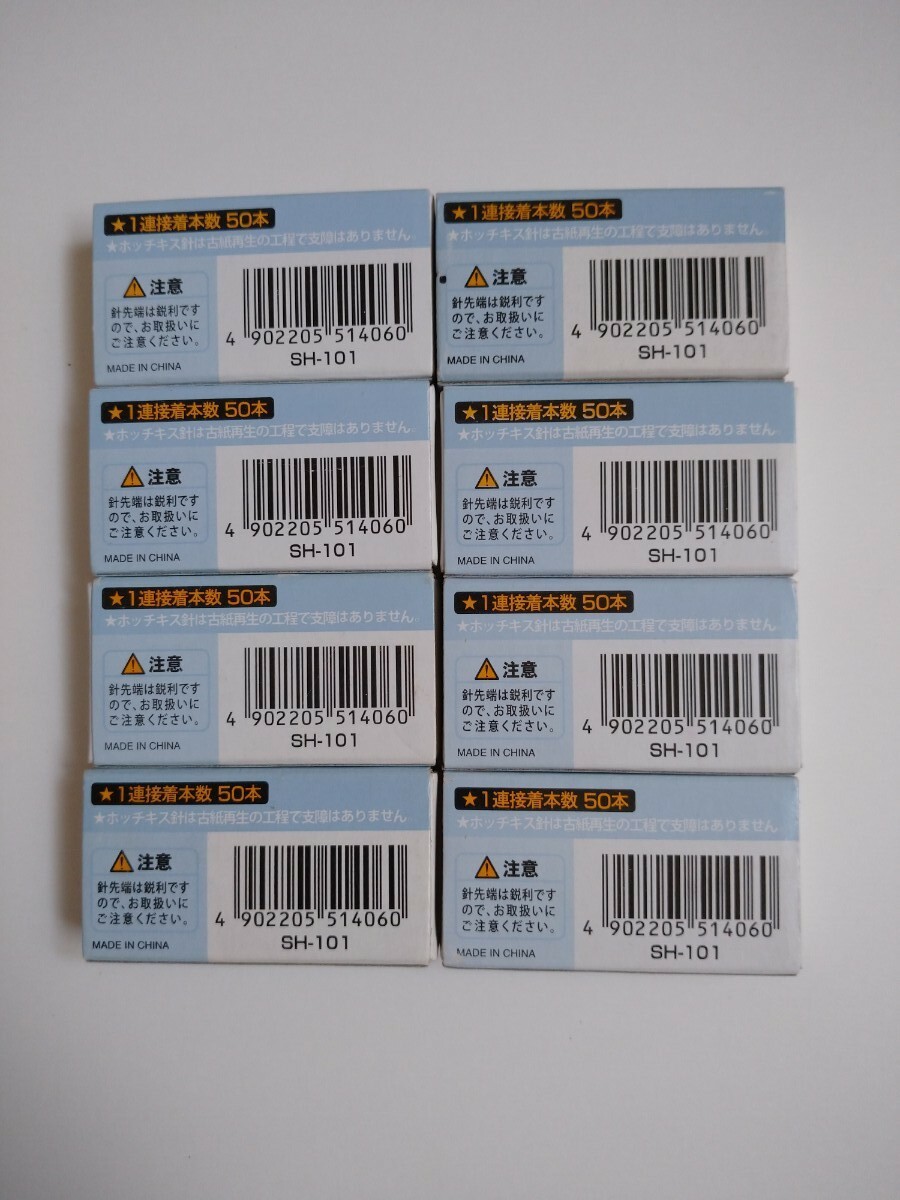 ★1連接着本数 50本
★ホッチキス針は古紙再生の工程で支障はありません。
注意
針先端は鋭利です
ので、お取扱いに
ご注意ください。
MADE IN CHINA
4 902205 514060
SH-101
★1連接着本数 50本
★ホッチキス針は古紙再生の工程で支障はありません。
注意
針先端は鋭利です
ので、お取扱いに
ご注意ください。
MADE IN CHINA
4 902205 514060
SH-101
★1連接着本数 50本
★ホッチキス針は古紙再生の工程で支障はありません。
注意
針先端は鋭利です
ので、お取扱いに
ご注意ください。
MADE IN CHINA
4 902205 514060
SH-101
★1連接着本数 50本
★ホッチキス針は古紙再生の工程で支障はありません。
注意
針先端は鋭利です
ので、お取扱いに
ご注意ください。
MADE IN CHINA
4 902205 514060
SH-101
★1連接着本数 50本
★ホッチキス針は古紙再生の工程で支障はありません。
注意
針先端は鋭利です
ので、お取扱いに
ご注意ください。
MADE IN CHINA
4 902205 514060
SH-101
★1連接着本数 50本
★ホッチキス針は古紙再生の工程で支障はありません。
注意
針先端は鋭利です
ので、お取扱いに
ご注意ください。
MADE IN CHINA
4 902205 514060
SH-101
★1連接着本数 50本
★ホッチキス針は古紙再生の工程で支障はありません
注意
針先端は鋭利です
ので、お取扱いに
ご注意ください。
MADE IN CHINA
4 902205 514060
SH-101
★1連接着本数 50本
★ホッチキス針は古紙再生の工程で支障はありません
注意
針先端は鋭利です
ので、お取扱いに
ご注意ください。
MADE IN CHINA
4 902205 514060
SH-101